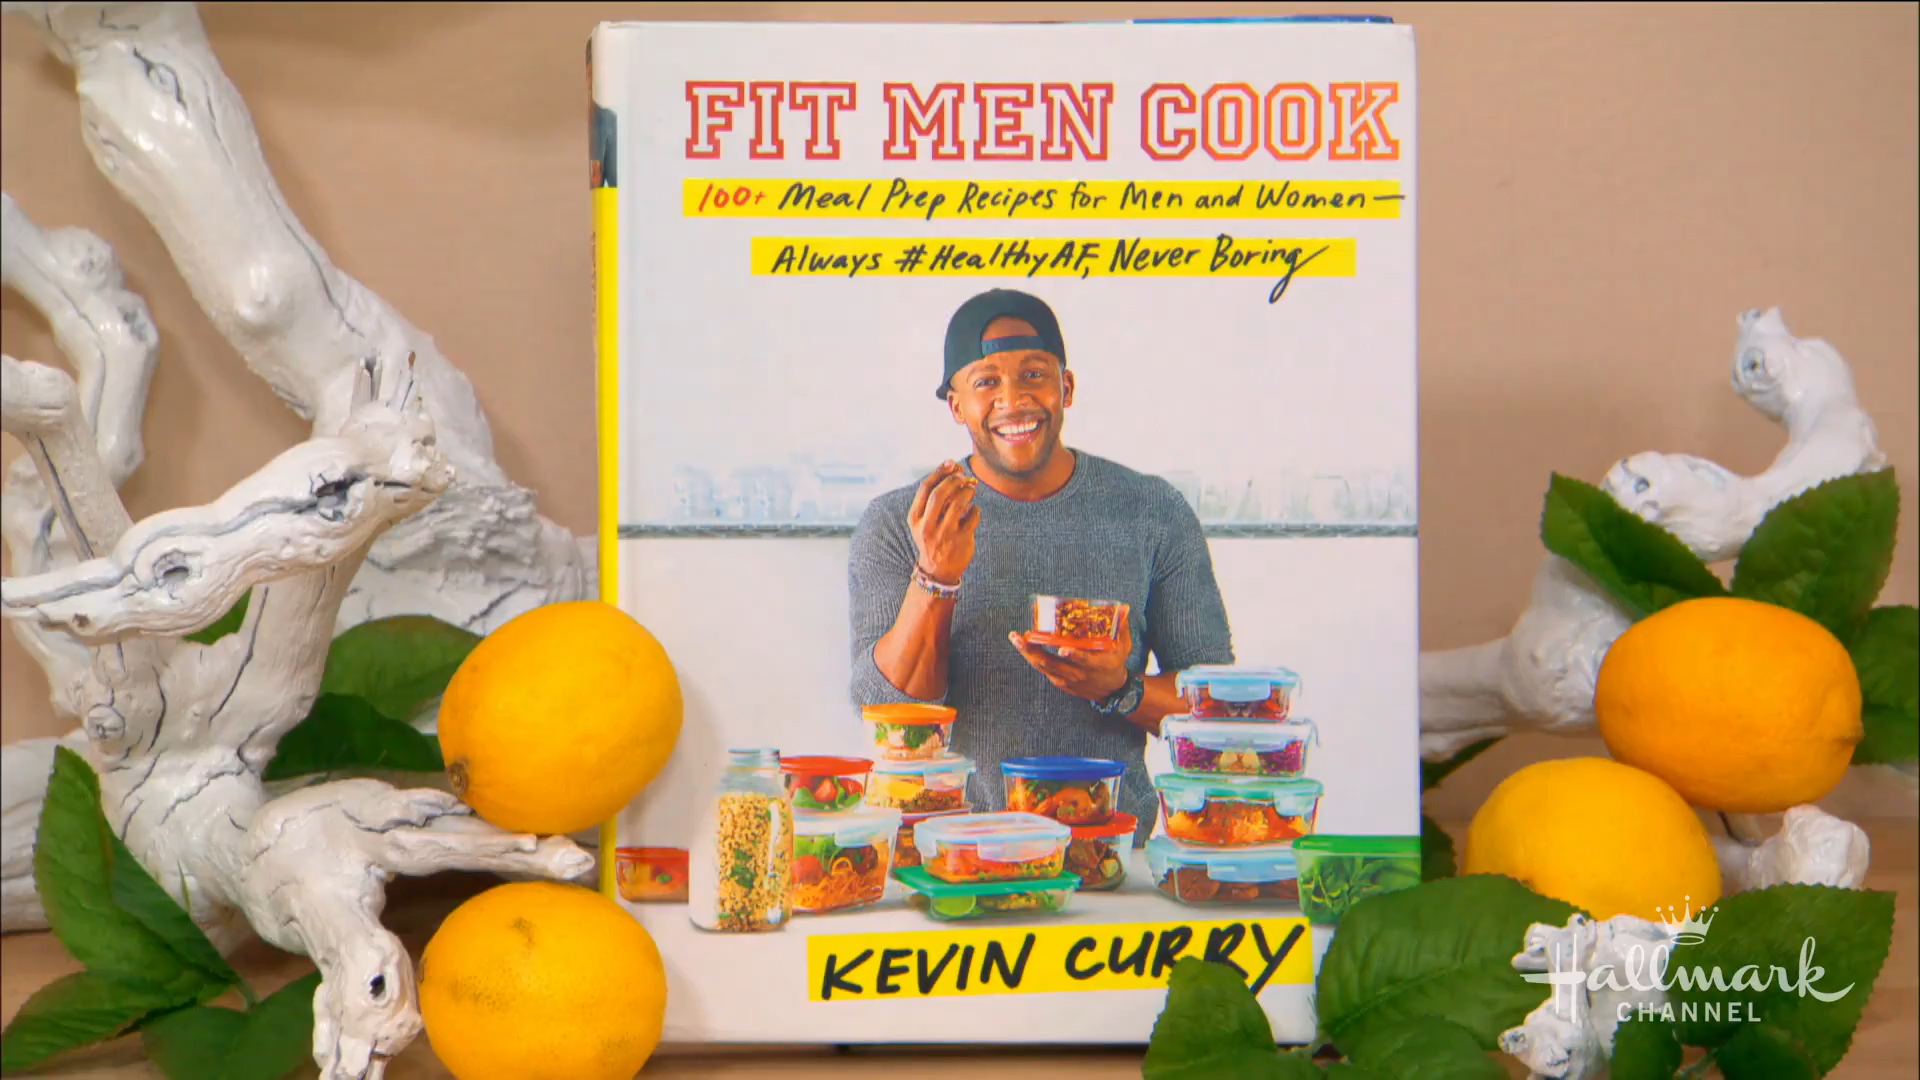 FIT MEN COOK
100+ Meal Prep Recipes for Men and Women—
Always #HealthyAF, Never Boring
KEVIN CURRY
Hallmark
CHANNEL